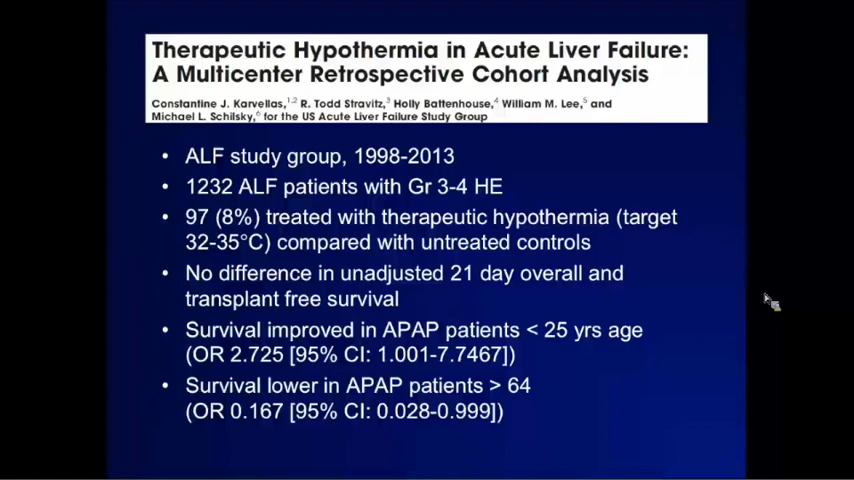 Therapeutic Hypothermia in Acute Liver Failure:
A Multicenter Retrospective Cohort Analysis
Constantine J. Karvellas,1,2 R. Todd Stravitz,3 Holly Battenhouse,4 William M. Lee,5 and
Michael L. Schilsky,6 for the US Acute Liver Failure Study Group
• ALF study group, 1998-2013
• 1232 ALF patients with Gr 3-4 HE
• 97 (8%) treated with therapeutic hypothermia (target
32-35°C) compared with untreated controls
• No difference in unadjusted 21 day overall and
transplant free survival
• Survival improved in APAP patients < 25 yrs age
(OR 2.725 [95% CI: 1.001-7.7467])
• Survival lower in APAP patients > 64
(OR 0.167 [95% CI: 0.028-0.999])